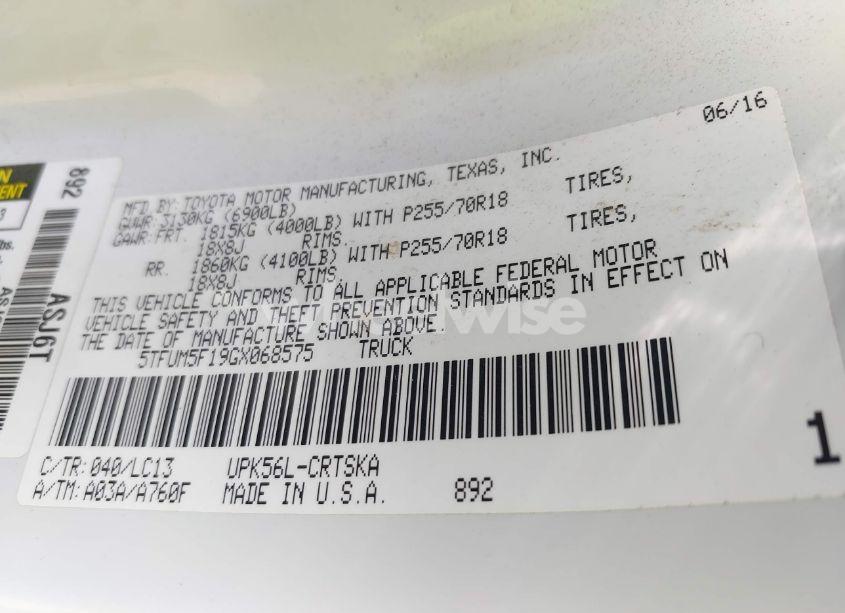 06/16
MFD BY: TOYOTA MOTOR MANUFACTURING, TEXAS, INC.
GVWR: 3130KG (6900LB)
GAWR: FRT. 1815KG (4000LB) WITH P255/70R18 TIRES,
18X8J RIMS.
RR. 1860KG (4100LB) WITH P255/70R18 TIRES,
18X8J RIMS.
THIS VEHICLE CONFORMS TO ALL APPLICABLE FEDERAL MOTOR
VEHICLE SAFETY AND THEFT PREVENTION STANDARDS IN EFFECT ON
THE DATE OF MANUFACTURE SHOWN ABOVE.
5TFUM5F19GX068575 TRUCK
C/TR: 040/LC13 UPK56L-CRTSKA
A/TM: A03A/A760F MADE IN U.S.A. 892
1
892
ASJ6T